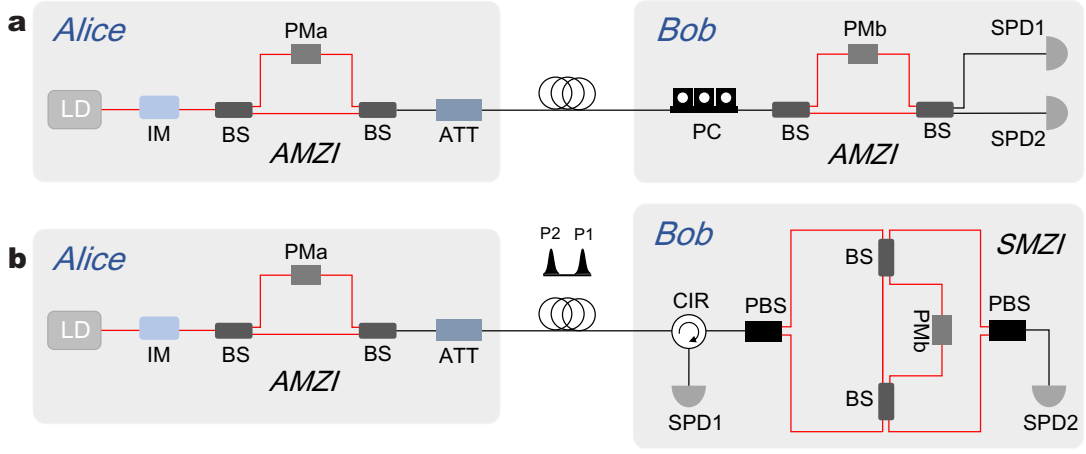 a
Alice
LD
IM
BS
PMa
BS
AMZI
ATT
Bob
PC
BS
PMb
BS
AMZI
SPD1
SPD2
b
Alice
LD
IM
BS
PMa
BS
AMZI
ATT
P2 P1
Bob
SMZI
CIR
SPD1
PBS
BS
PMb
BS
PBS
SPD2